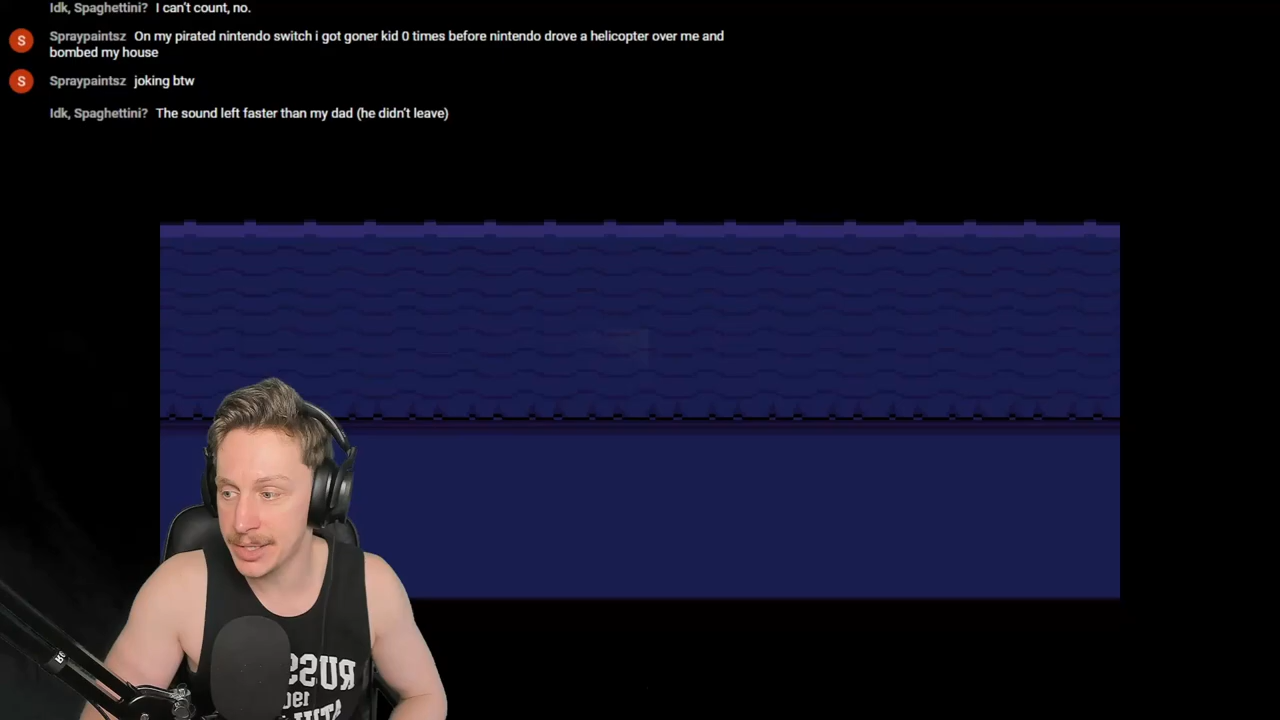 Idk, Spaghettini? I can't count, no.
S Spraypaintsz On my pirated nintendo switch i got goner kid 0 times before nintendo drove a helicopter over me and
bombed my house
S Spraypaintsz joking btw
Idk, Spaghettini? The sound left faster than my dad (he didn't leave)
RUSS
190